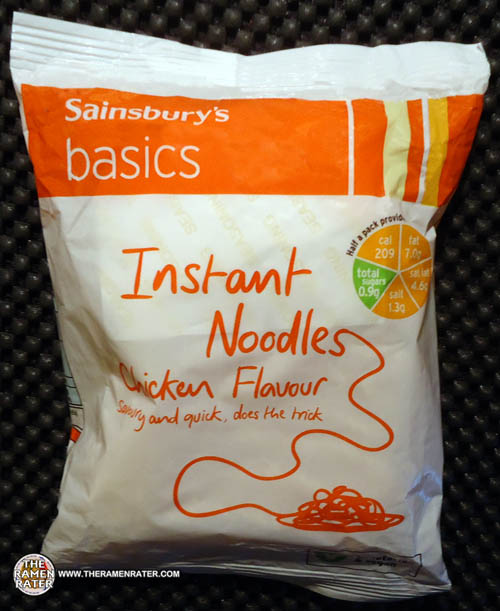 Sainsbury's
basics
Half a pack provides
cal
209
fat
7.0g
total
sugars
0.9g
sat fat
4.6g
salt
1.3g
Instant
Noodles
Chicken Flavour
Savoury and quick, does the trick
THE
RAMEN
RATER
WWW.THERAMENRATER.COM